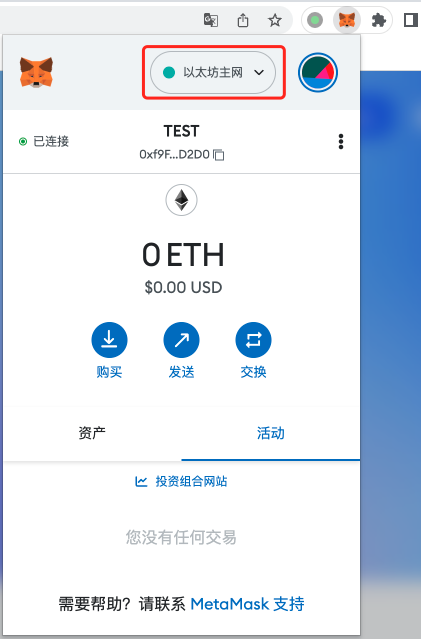 以太坊主网
已连接
TEST
0xf9F...D2D0
0 ETH
$0.00 USD
购买 发送 交换
资产 活动
投资组合网站
您没有任何交易
需要帮助？请联系 MetaMask 支持